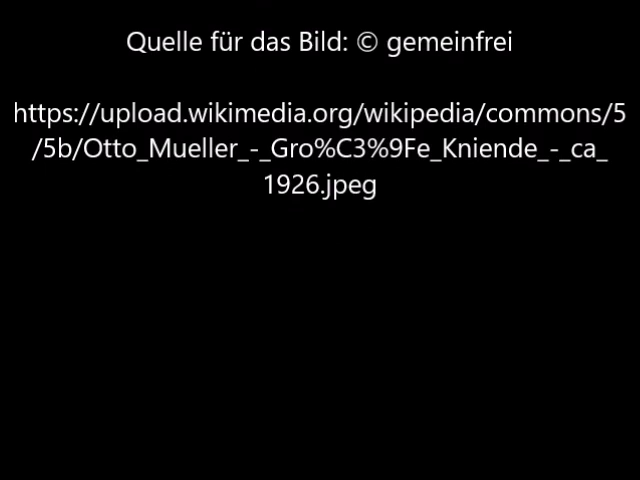 Quelle für das Bild: © gemeinfrei
https://upload.wikimedia.org/wikipedia/commons/5
/5b/Otto_Mueller_-_Gro%C3%9Fe_Kniende_-_ca_
1926.jpeg